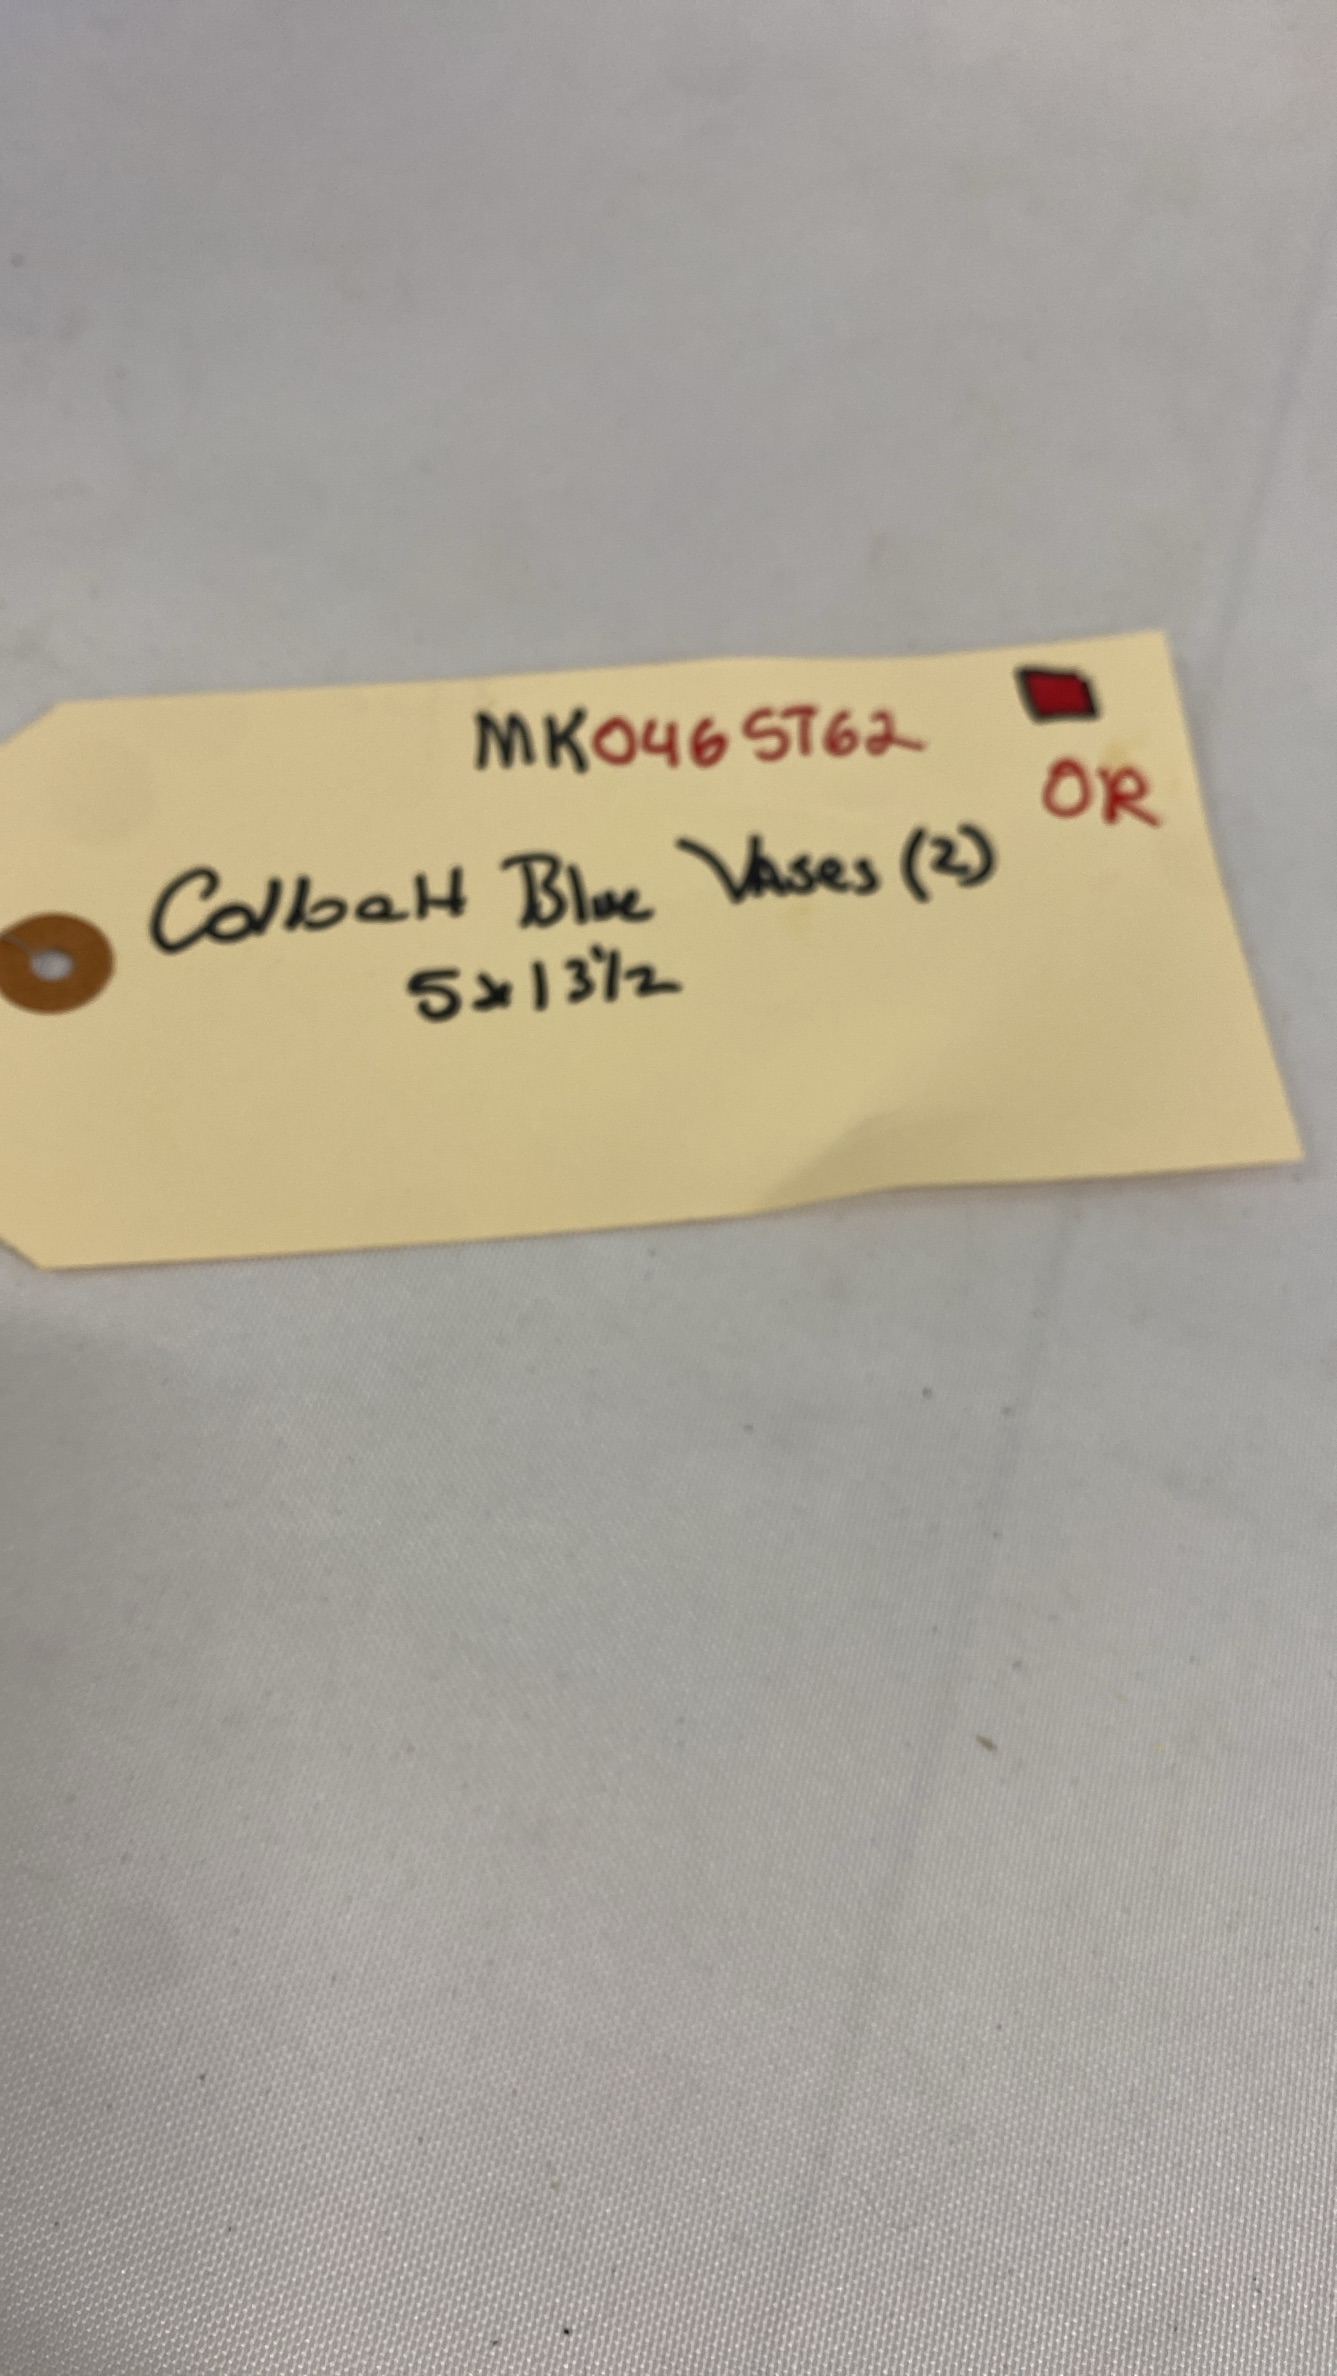 MK0465T62
OR
Colbalt Blue Vases (2)
5x13½